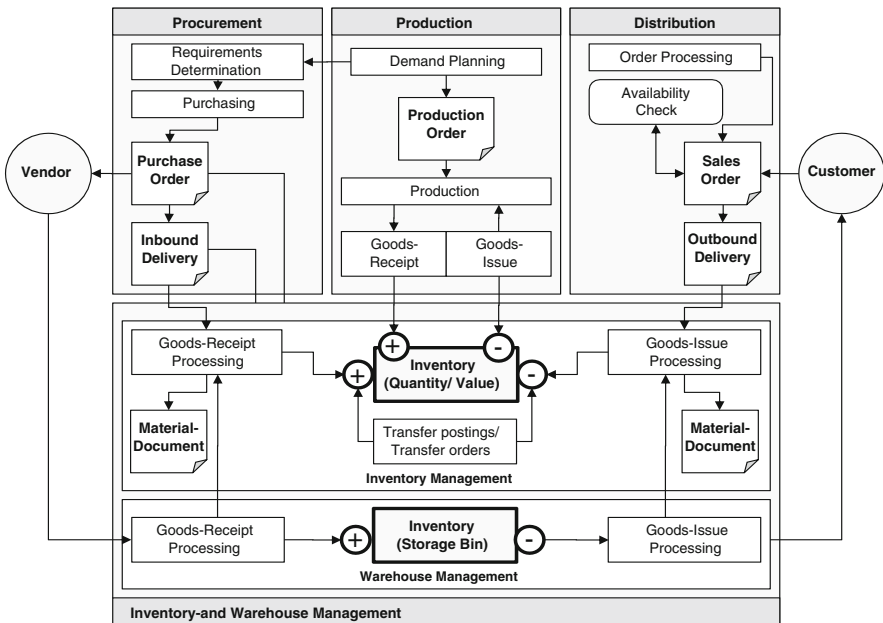 Procurement
Production
Distribution
Requirements
Determination
Demand Planning
Order Processing
Purchasing
Availability
Check
Production
Order
Vendor
Purchase
Order
Production
Sales
Order
Customer
Inbound
Delivery
Goods-
Receipt
Goods-
Issue
Outbound
Delivery
Goods-Receipt
Processing
+
-
+
Inventory
(Quantity/ Value)
-
Goods-Issue
Processing
Material-
Document
Transfer postings/
Transfer orders
Material-
Document
Inventory Management
Goods-Receipt
Processing
+
Inventory
(Storage Bin)
-
Goods-Issue
Processing
Warehouse Management
Inventory-and Warehouse Management